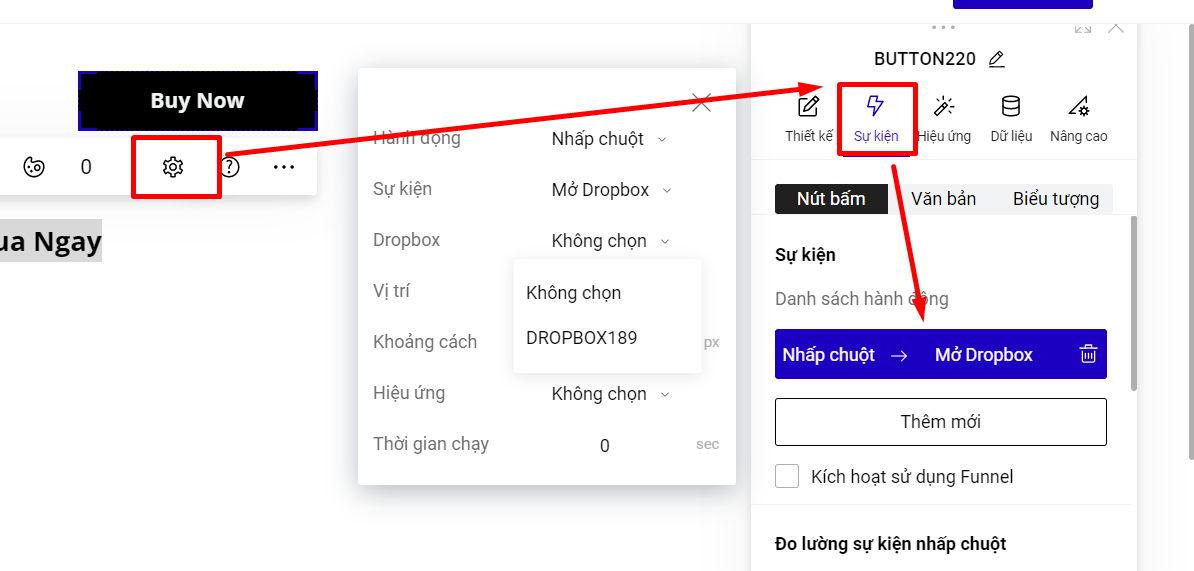 BUTTON220
Buy Now
Thiết kế
Sự kiện
Hiệu ứng
Dữ liệu
Nâng cao
0
ua Ngay
Hành động
Nhấp chuột
Sự kiện
Mở Dropbox
Dropbox
Không chọn
Vị trí
Không chọn
DROPBOX189
Khoảng cách
px
Hiệu ứng
Không chọn
Thời gian chạy
0
sec
Nút bấm
Văn bản
Biểu tượng
Sự kiện
Danh sách hành động
Nhấp chuột
Mở Dropbox
Thêm mới
Kích hoạt sử dụng Funnel
Đo lường sự kiện nhấp chuột